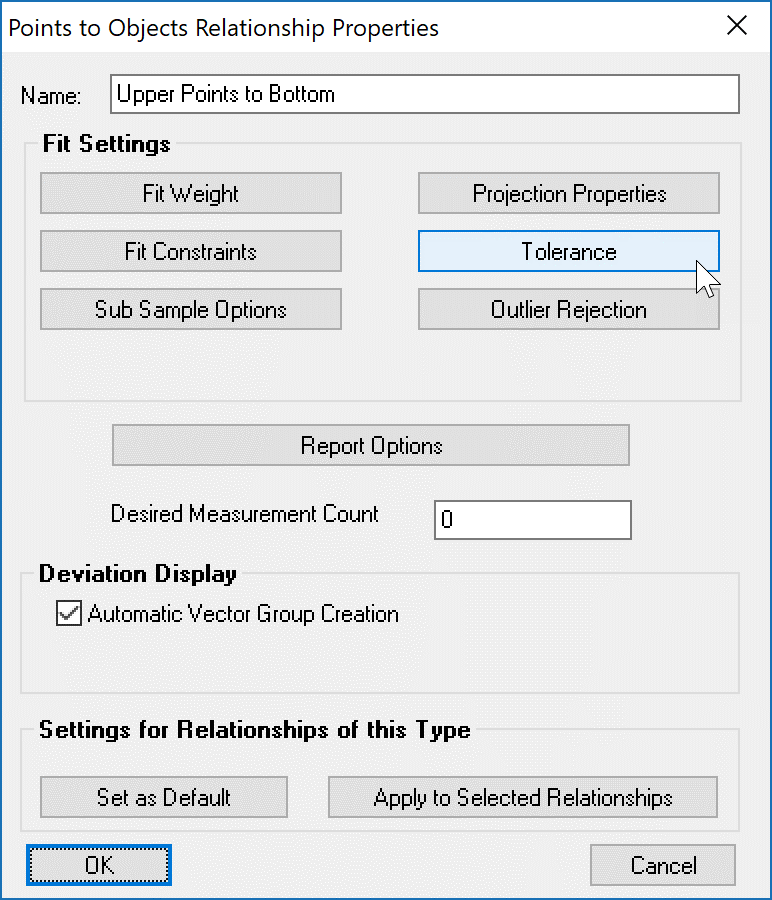 Points to Objects Relationship Properties
Name: Upper Points to Bottom
Fit Settings
Fit Weight Projection Properties
Fit Constraints Tolerance
Sub Sample Options Outlier Rejection
Report Options
Desired Measurement Count 0
Deviation Display
Automatic Vector Group Creation
Settings for Relationships of this Type
Set as Default Apply to Selected Relationships
OK Cancel